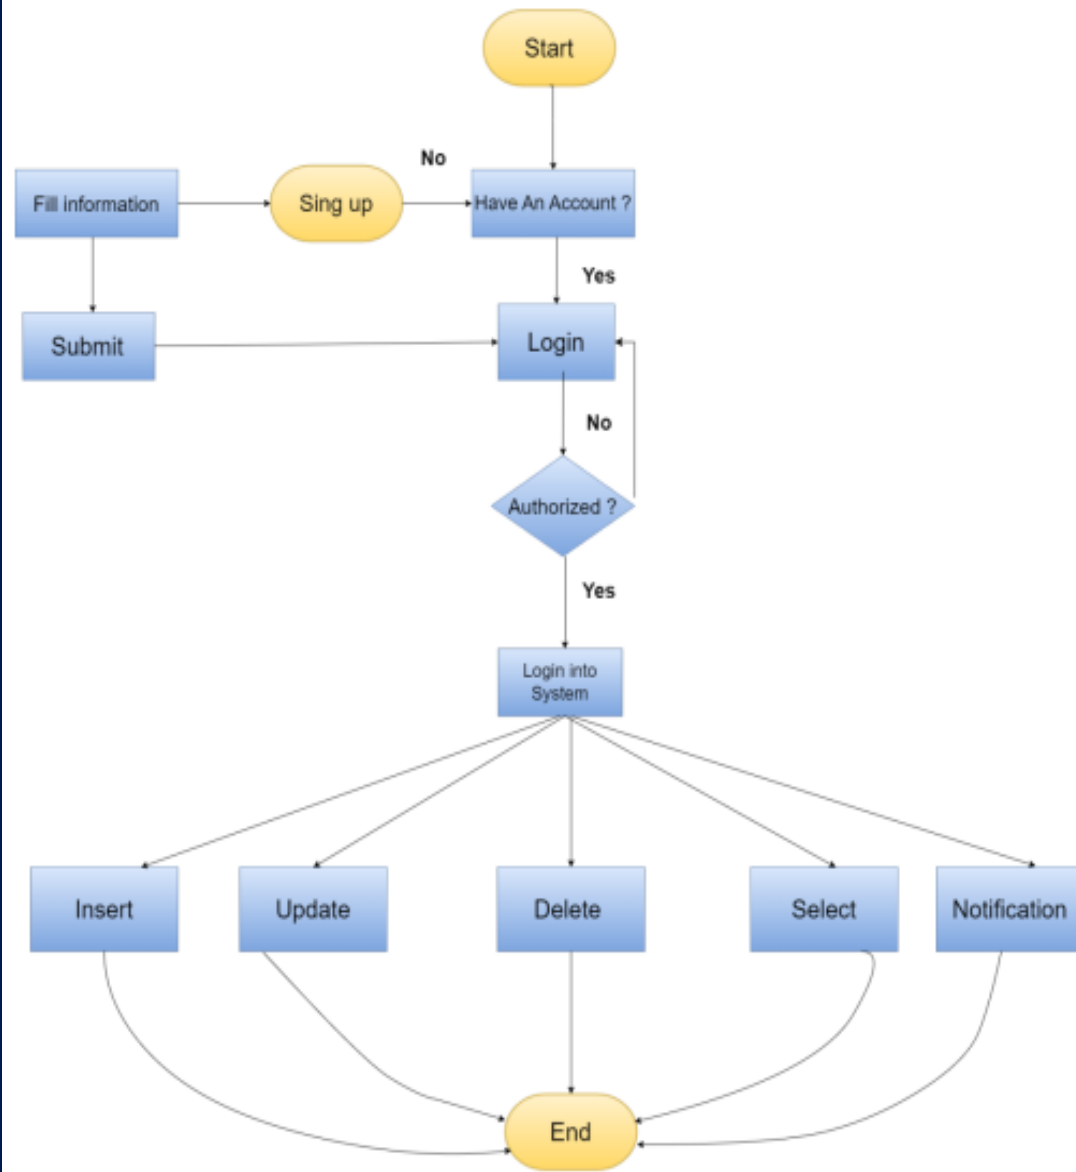 Start
No
Fill information
Sing up
Have An Account ?
Yes
Submit
Login
No
Authorized ?
Yes
Login into
System
Insert
Update
Delete
Select
Notification
End